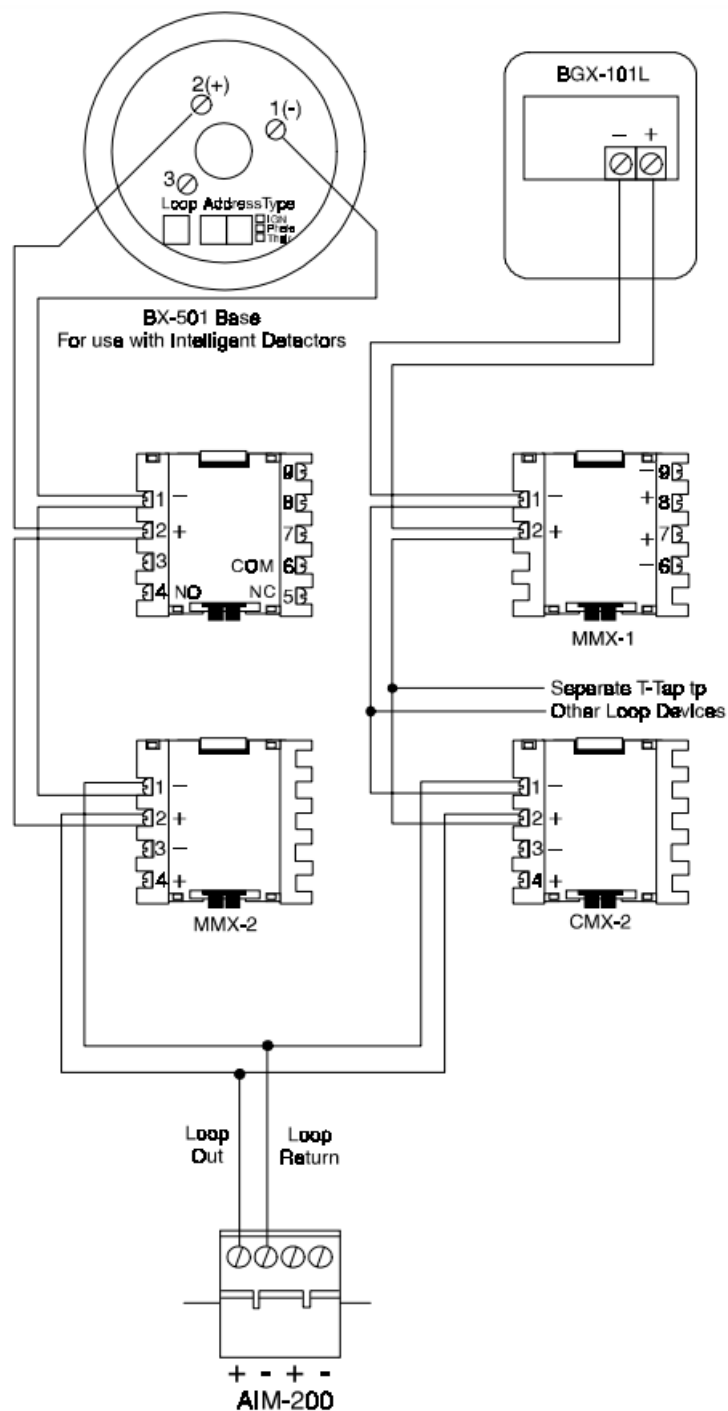 2(+)
1(-)
3
Loop Address Type
IGN
Photo
BX-501 Base
For use with Intelligent Detectors
BGX-101L
− +
1 −
2 +
3
4 NO
9
8
7
COM 6
NC 5
1 −
2 +
− 9
+ 8
+ 7
− 6
MMX-1
Separate T-Tap tp
Other Loop Devices
1 −
2 +
3 −
4 +
MMX-2
1 −
2 +
3 −
4 +
CMX-2
Loop
Out
Loop
Return
+ - + -
AIM-200